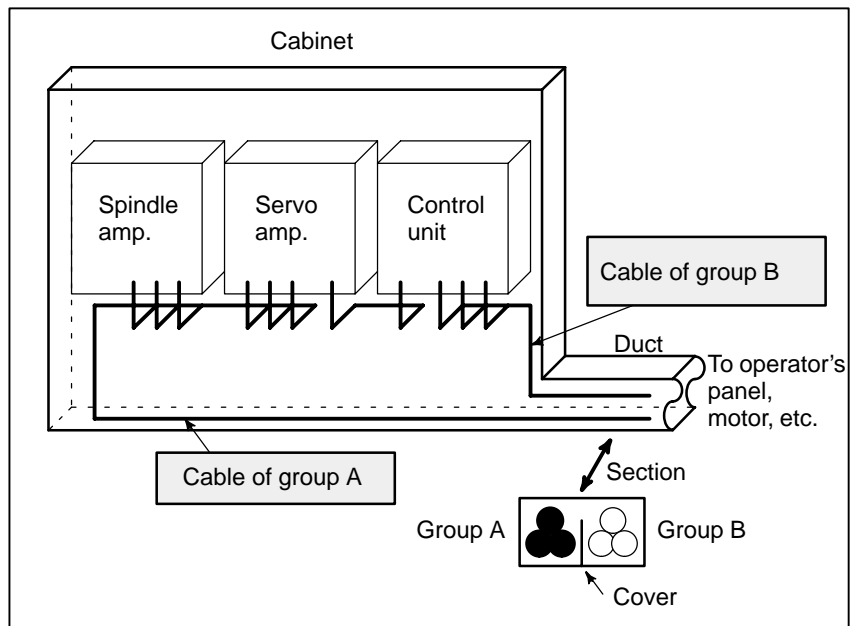 Cabinet
Spindle
amp.
Servo
amp.
Control
unit
Cable of group B
Duct
To operator’s
panel,
motor, etc.
Cable of group A
Section
Group A
Group B
Cover